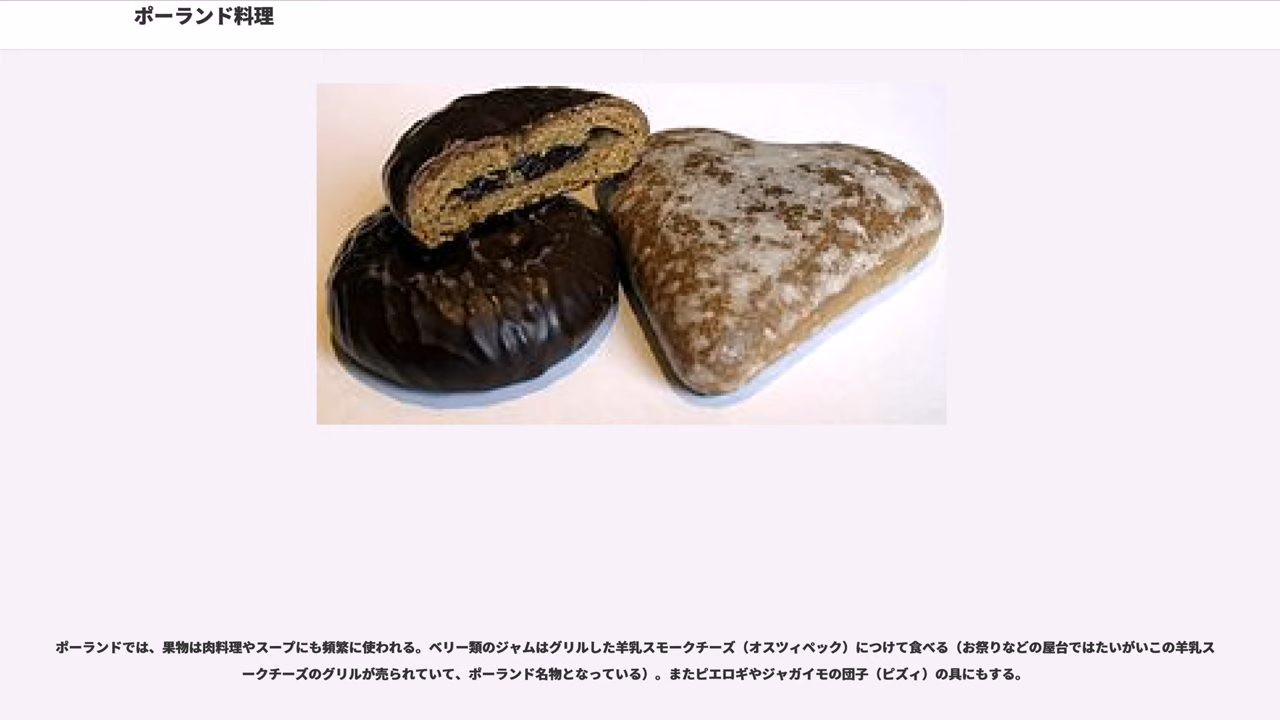 ポーランド料理
ポーランドでは、果物は肉料理やスープにも頻繁に使われる。ベリー類のジャムはグリルした羊乳スモークチーズ（オスツィペック）につけて食べる（お祭りなどの屋台ではたいがいこの羊乳ス
ークチーズのグリルが売られていて、ポーランド名物となっている）。またピエロギやジャガイモの団子（ピズィ）の具にもする。